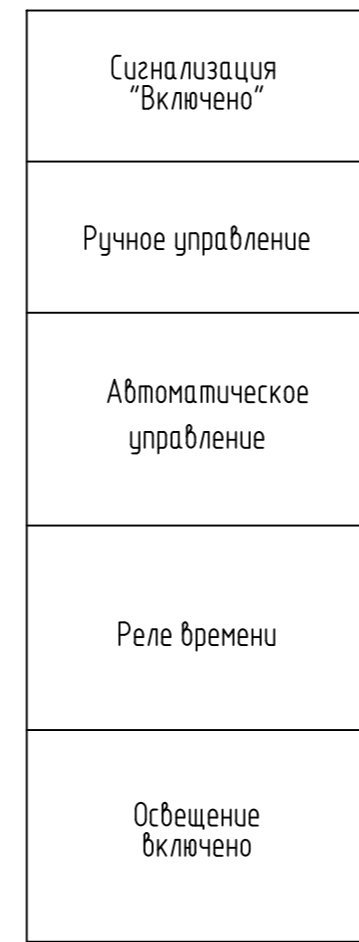 Сигнализация
"Включено"
Ручное управление
Автоматическое
управление
Реле времени
Освещение
включено